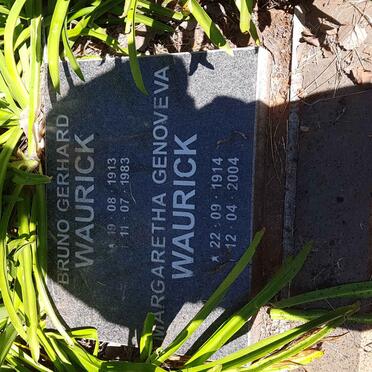 BRUNO GERHARD
WAURICK
* 19 · 08 · 1913
11 · 07 · 1983
MARGARETHA GENOVEVA
WAURICK
* 22 · 09 · 1914
12 · 04 · 2004